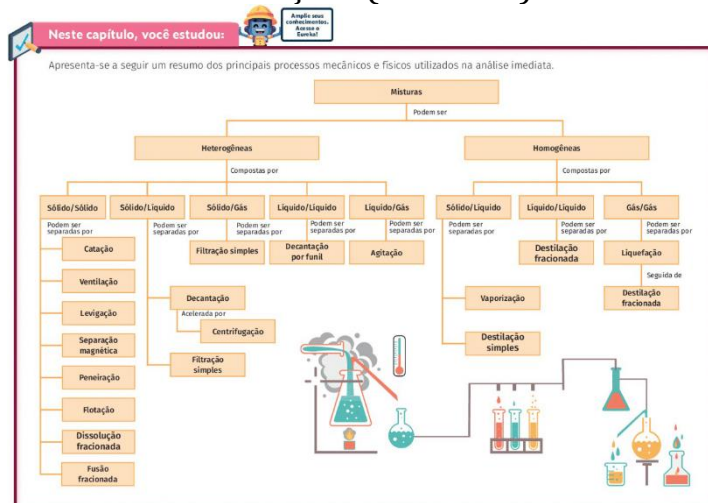 Amplie seus
conhecimentos.
Acesse o
Eureka!
Neste capítulo, você estudou:
Apresenta-se a seguir um resumo dos principais processos mecânicos e físicos utilizados na análise imediata.
Misturas
Podem ser
Heterogêneas
Homogêneas
Compostas por
Compostas por
Sólido/Sólido
Sólido/Líquido
Sólido/Gás
Líquido/Líquido
Líquido/Gás
Sólido/Líquido
Líquido/Líquido
Gás/Gás
Podem ser
separadas por
Podem ser
separadas por
Podem ser
separadas por
Podem ser
separadas por
Podem ser
separadas por
Podem ser
separadas por
Podem ser
separadas por
Podem ser
separadas por
Catação
Filtração simples
Decantação
por funil
Agitação
Destilação
fracionada
Liquefação
Ventilação
Seguida de
Decantação
Vaporização
Destilação
fracionada
Levigação
Acelerada por
Centrifugação
Separação
magnética
Destilação
simples
Peneiração
Filtração
simples
Flotação
Dissolução
fracionada
Fusão
fracionada